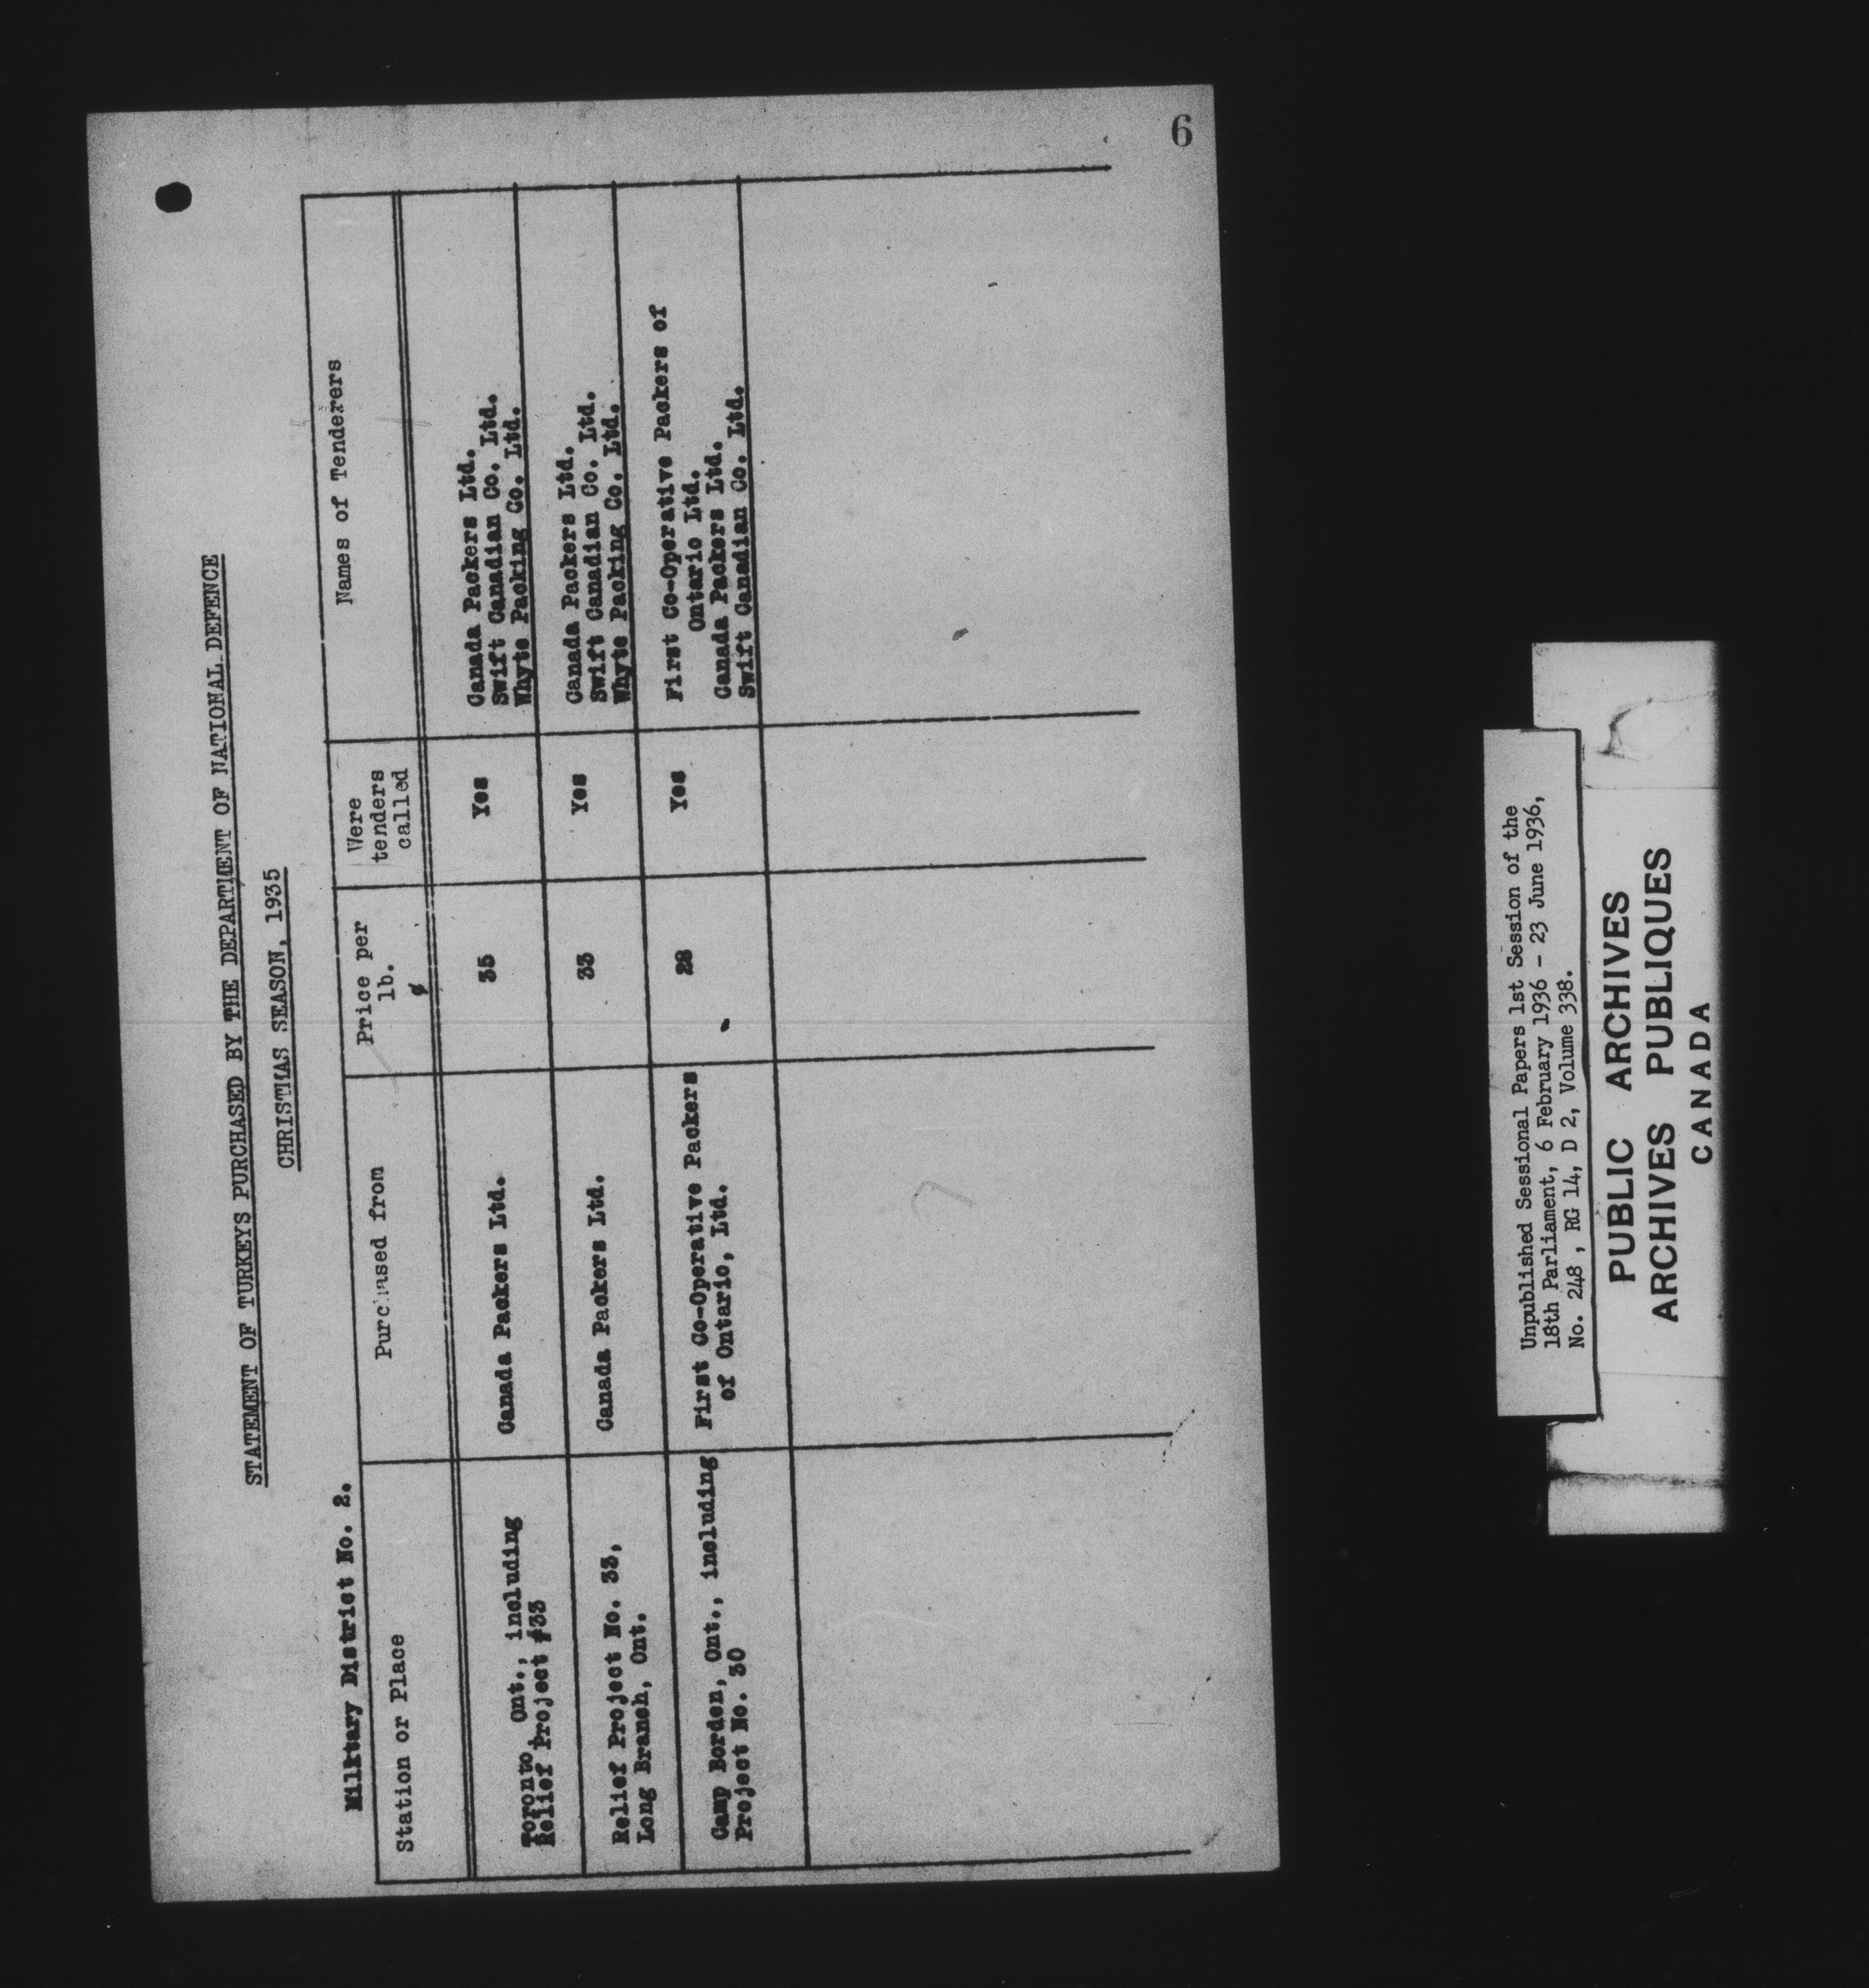 6
STATEMENT OF TURKEYS PURCHASED BY THE DEPARTMENT OF NATIONAL DEFENCE
CHRISTMAS SEASON, 1935
Military District No. 2.
Station or Place
Purchased from
Price per
lb.
¢
Were
tenders
called
Names of Tenderers
Toronto, Ont., including
Relief Project #33
Canada Packers Ltd.
35
Yes
Canada Packers Ltd.
Swift Canadian Co. Ltd.
Whyte Packing Co. Ltd.
Relief Project No. 33,
Long Branch, Ont.
Canada Packers Ltd.
33
Yes
Canada Packers Ltd.
Swift Canadian Co. Ltd.
Whyte Packing Co. Ltd.
Camp Borden, Ont., including
Project No. 30
First Co-Operative Packers
of Ontario, Ltd.
28
Yes
First Co-Operative Packers of
Ontario Ltd.
Canada Packers Ltd.
Swift Canadian Co. Ltd.
Unpublished Sessional Papers 1st Session of the
18th Parliament, 6 February 1936 - 23 June 1936,
No. 248, RG 14, D 2, Volume 338.
PUBLIC ARCHIVES
ARCHIVES PUBLIQUES
CANADA